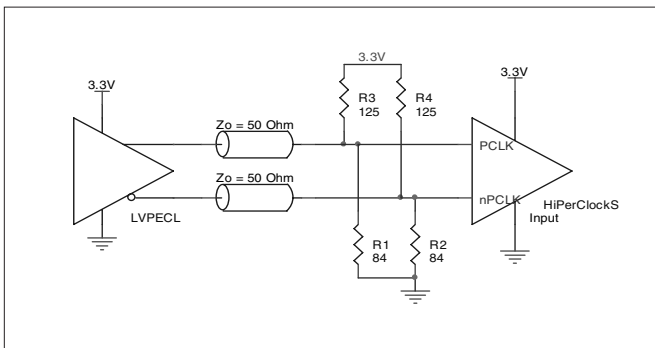 3.3V
3.3V
3.3V
R3
125
R4
125
Zo = 50 Ohm
PCLK
Zo = 50 Ohm
nPCLK
HiPerClockS
Input
LVPECL
R1
84
R2
84